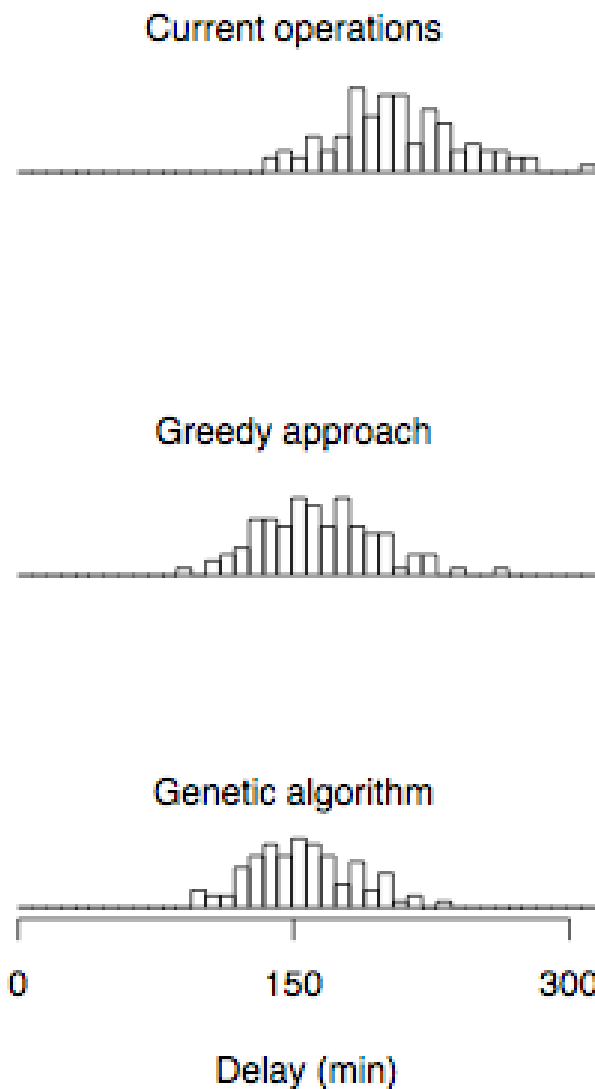 Current operations
Greedy approach
Genetic algorithm
0 150 300
Delay (min)